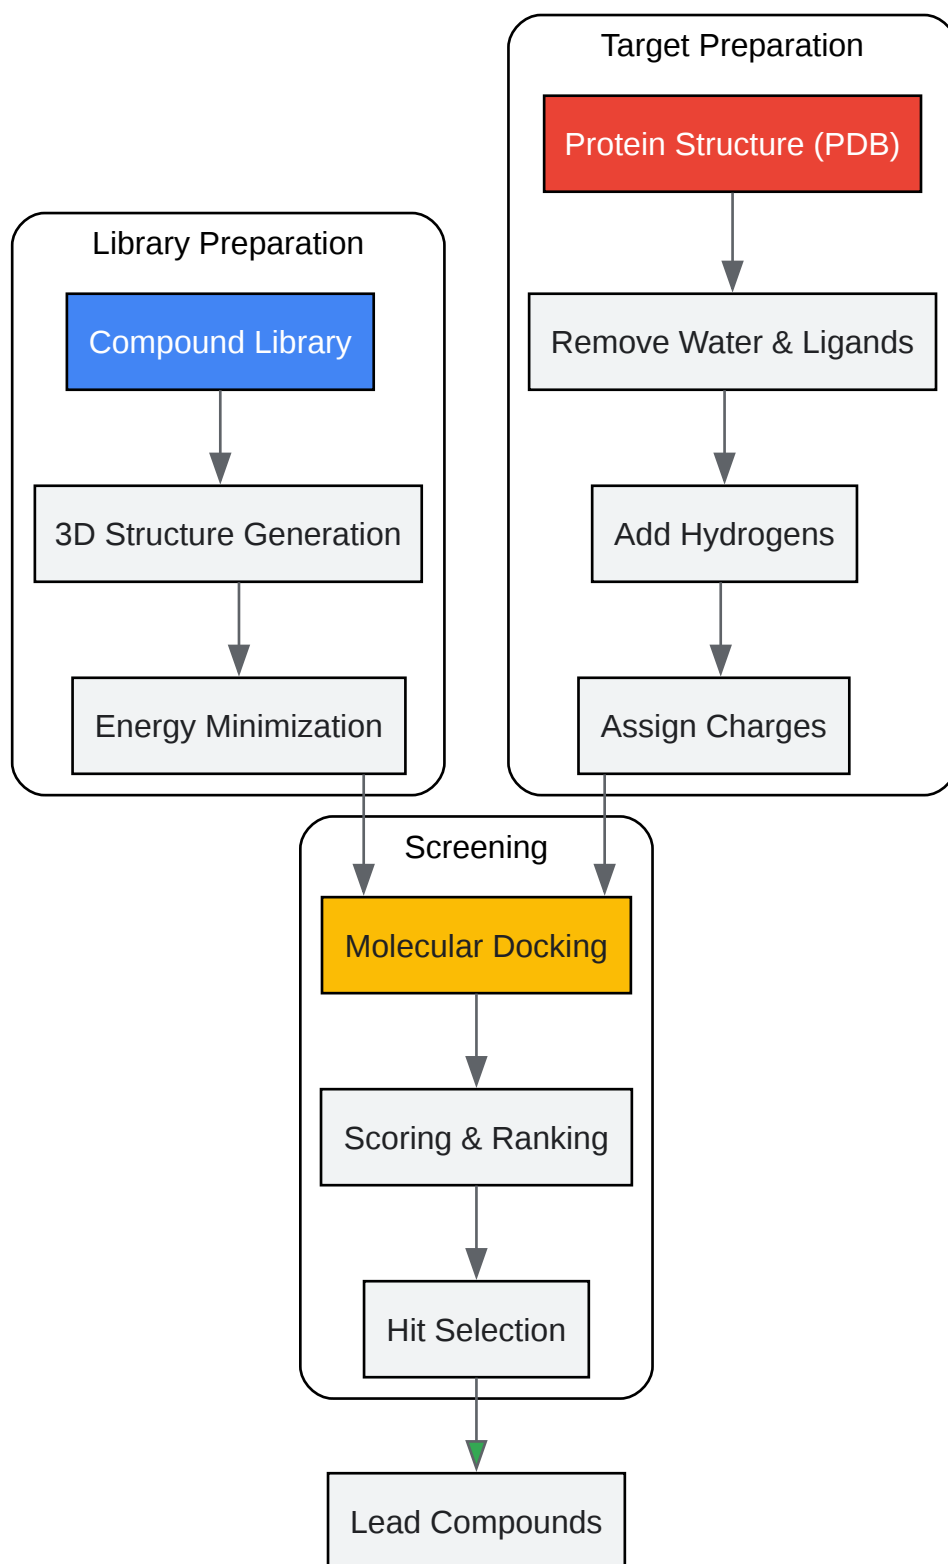 Target Preparation
Protein Structure (PDB)
Remove Water & Ligands
Add Hydrogens
Assign Charges
Library Preparation
Compound Library
3D Structure Generation
Energy Minimization
Screening
Molecular Docking
Scoring & Ranking
Hit Selection
Lead Compounds